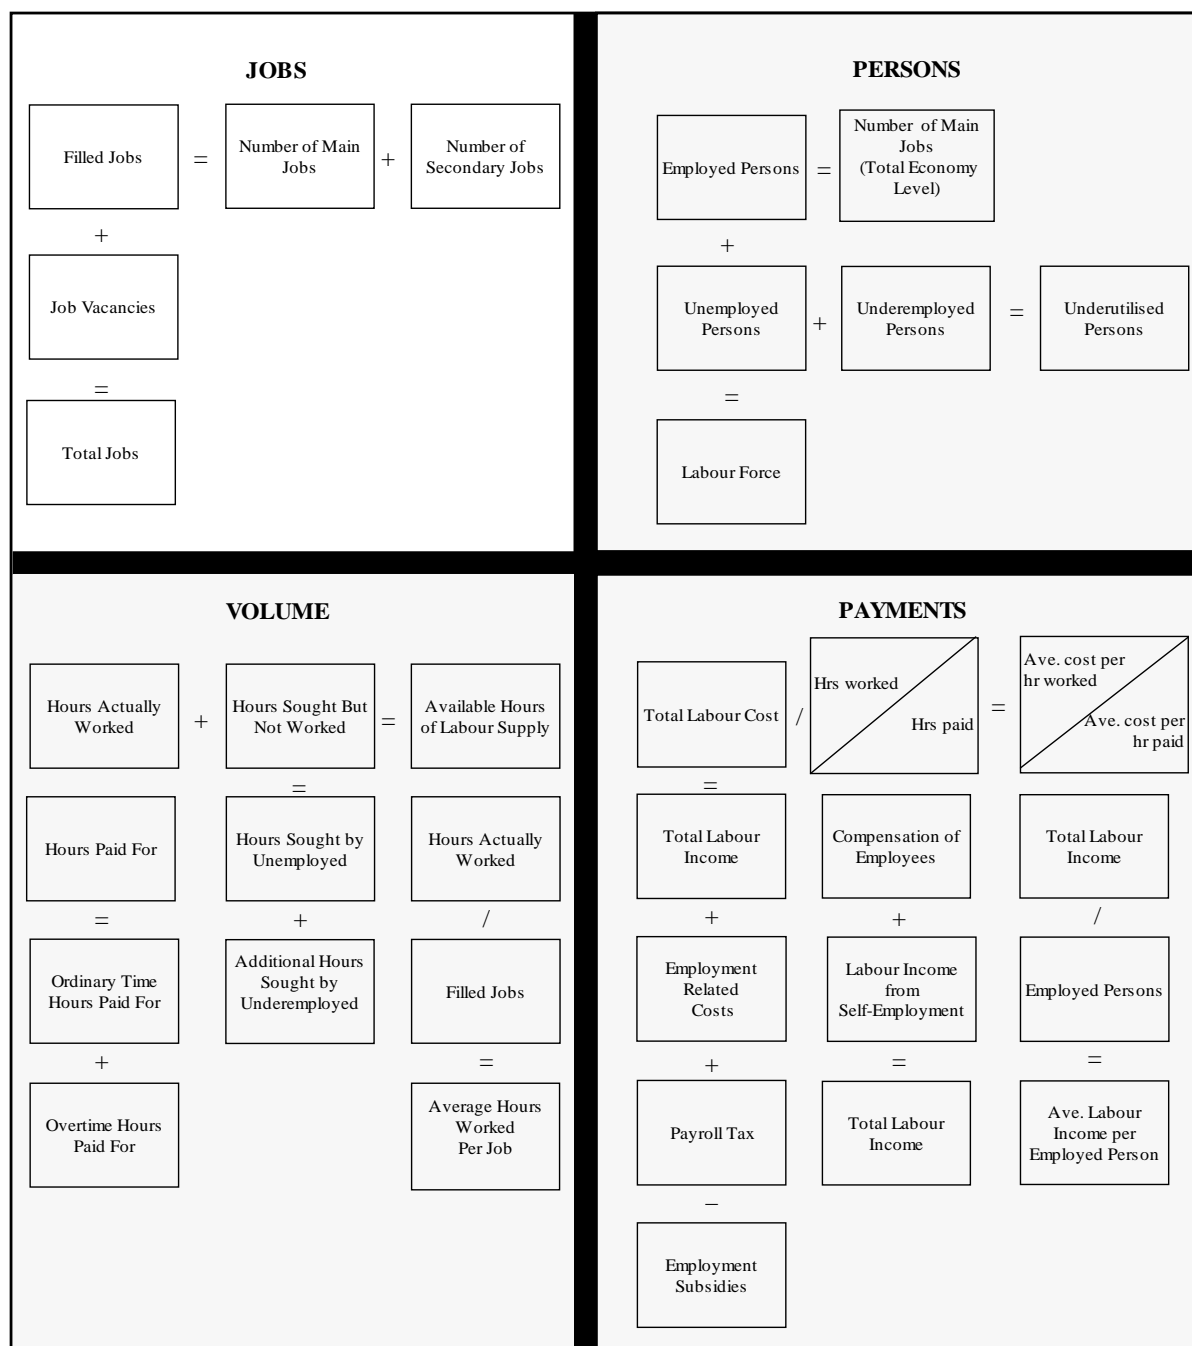 JOBS
Filled Jobs
=
Number of Main
Jobs
+
Number of
Secondary Jobs
+
Job Vacancies
=
Total Jobs
PERSONS
Employed Persons
=
Number of Main
Jobs
(Total Economy
Level)
+
Unemployed
Persons
+
Underemployed
Persons
=
Underutilised
Persons
=
Labour Force
VOLUME
Hours Actually
Worked
+
Hours Sought But
Not Worked
=
Available Hours
of Labour Supply
=
Hours Paid For
Hours Sought by
Unemployed
Hours Actually
Worked
=
+
/
Ordinary Time
Hours Paid For
Additional Hours
Sought by
Underemployed
Filled Jobs
+
=
Overtime Hours
Paid For
Average Hours
Worked
Per Job
PAYMENTS
Total Labour Cost
/
Hrs worked
Hrs paid
=
Ave. cost per
hr worked
Ave. cost per
hr paid
=
Total Labour
Income
Compensation of
Employees
Total Labour
Income
+
+
/
Employment
Related
Costs
Labour Income
from
Self-Employment
Employed Persons
+
=
=
Payroll Tax
Total Labour
Income
Ave. Labour
Income per
Employed Person
–
Employment
Subsidies